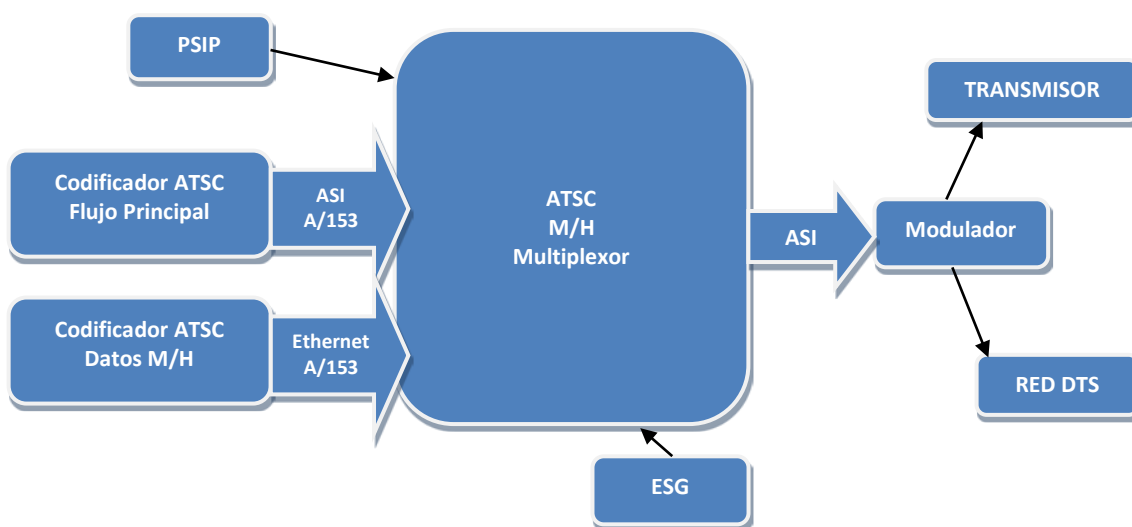 PSIP
TRANSMISOR
Codificador ATSC
Flujo Principal
ASI
A/153
ATSC
M/H
Multiplexor
ASI
Modulador
Codificador ATSC
Datos M/H
Ethernet
A/153
RED DTS
ESG